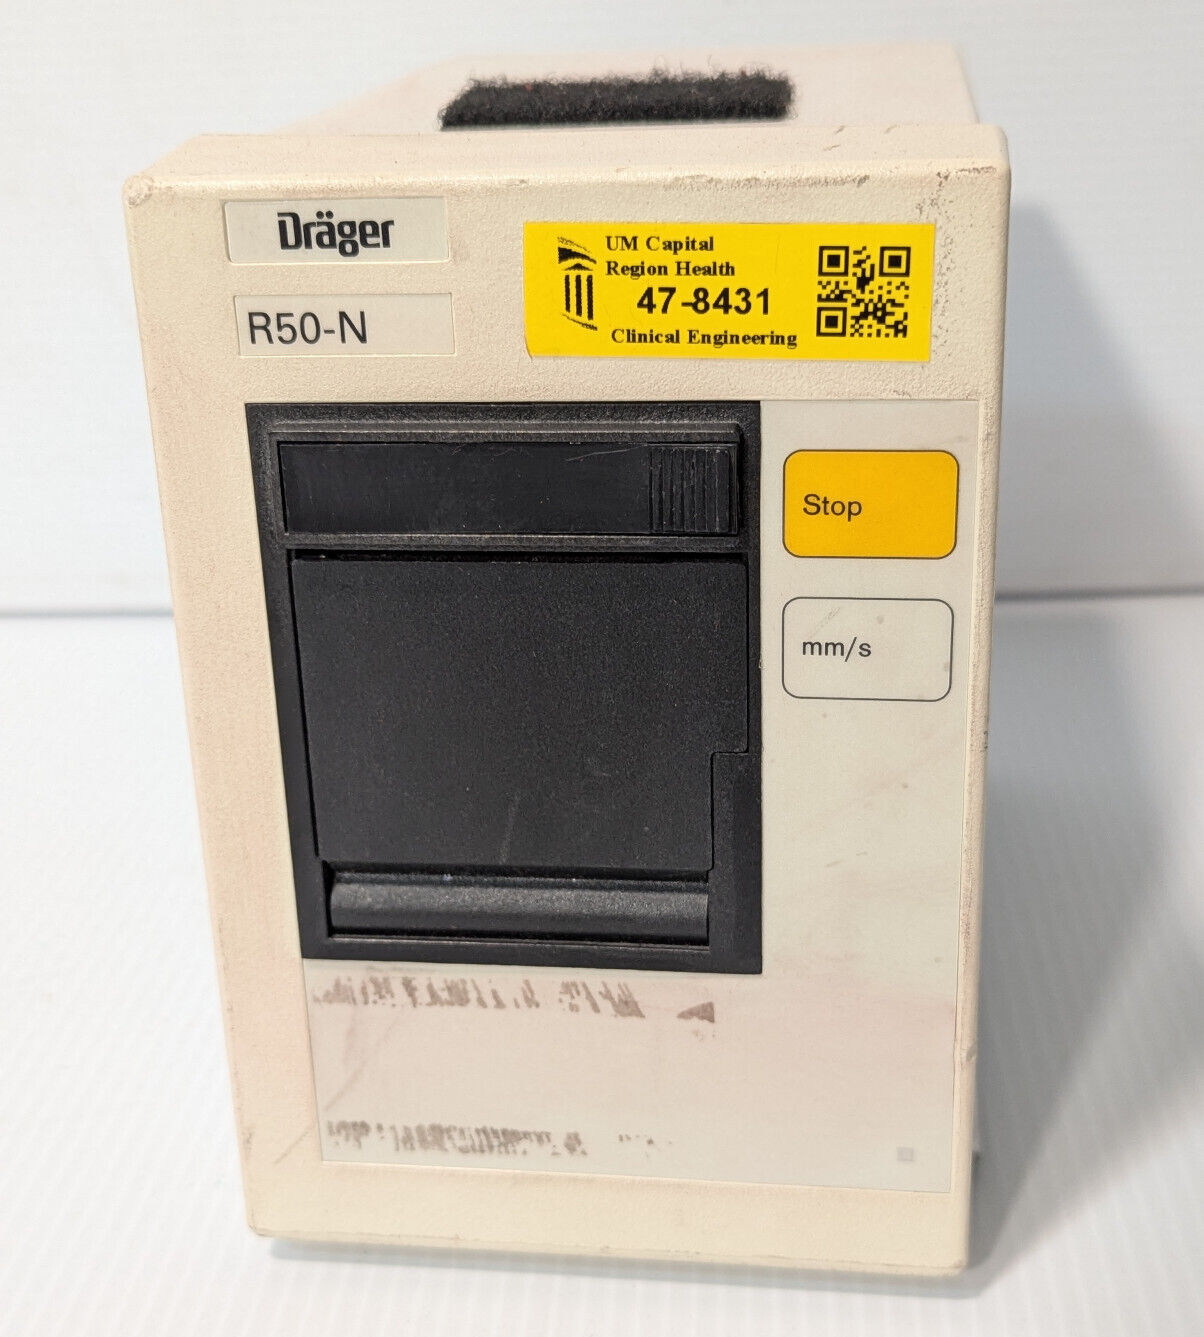 Dräger
R50-N
UM Capital
Region Health
47-8431
Clinical Engineering
Stop
mm/s